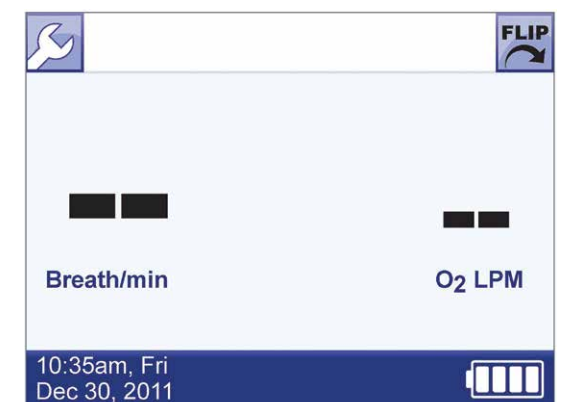 FLIP
-- --
Breath/min
O2 LPM
10:35am, Fri
Dec 30, 2011